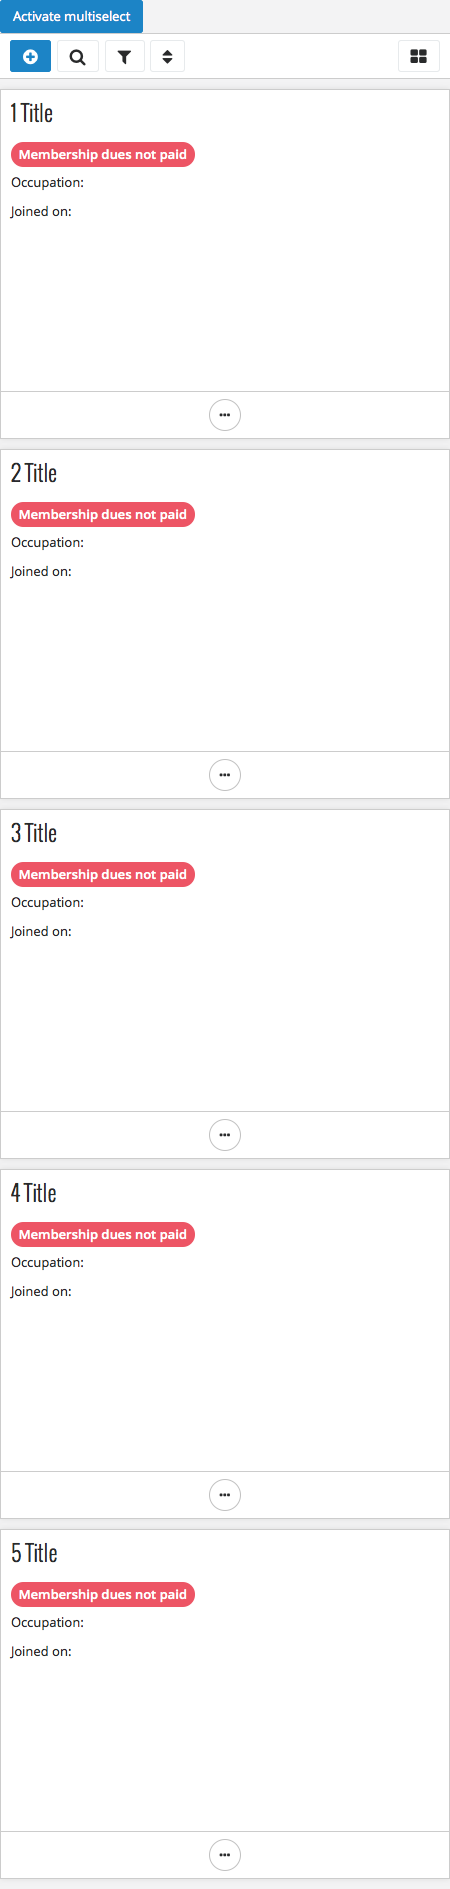 Activate multiselect
1 Title
Membership dues not paid
Occupation:
Joined on:
2 Title
Membership dues not paid
Occupation:
Joined on:
3 Title
Membership dues not paid
Occupation:
Joined on:
4 Title
Membership dues not paid
Occupation:
Joined on:
5 Title
Membership dues not paid
Occupation:
Joined on: